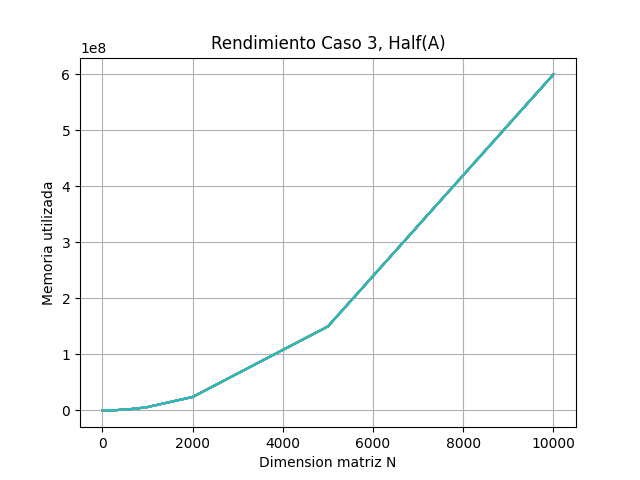 Rendimiento Caso 3, Half(A)
1e8
6
5
4
3
2
1
0
Memoria utilizada
0 2000 4000 6000 8000 10000
Dimension matriz N